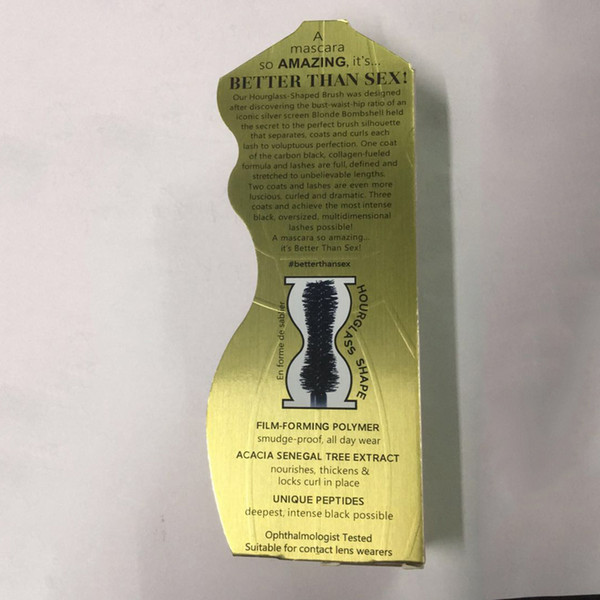 A
mascara
so AMAZING, it's...
BETTER THAN SEX!
Our Hourglass-Shaped Brush was designed
after discovering the bust-waist-hip ratio of an
iconic silver screen Blonde Bombshell held
the secret to the perfect brush silhouette
that separates, coats and curls each
lash to voluptuous perfection. One coat
of the carbon black, collagen-fueled
formula and lashes are full, defined and
stretched to unbelievable lengths.
Two coats and lashes are even more
luscious, curled and dramatic. Three
coats and achieve the most intense
black, oversized, multidimensional
lashes possible!
A mascara so amazing...
it's Better Than Sex!
#betterthansex
En forme de sablier
HOURGLASS SHAPE
FILM-FORMING POLYMER
smudge-proof, all day wear
ACACIA SENEGAL TREE EXTRACT
nourishes, thickens &
locks curl in place
UNIQUE PEPTIDES
deepest, intense black possible
Ophthalmologist Tested
Suitable for contact lens wearers